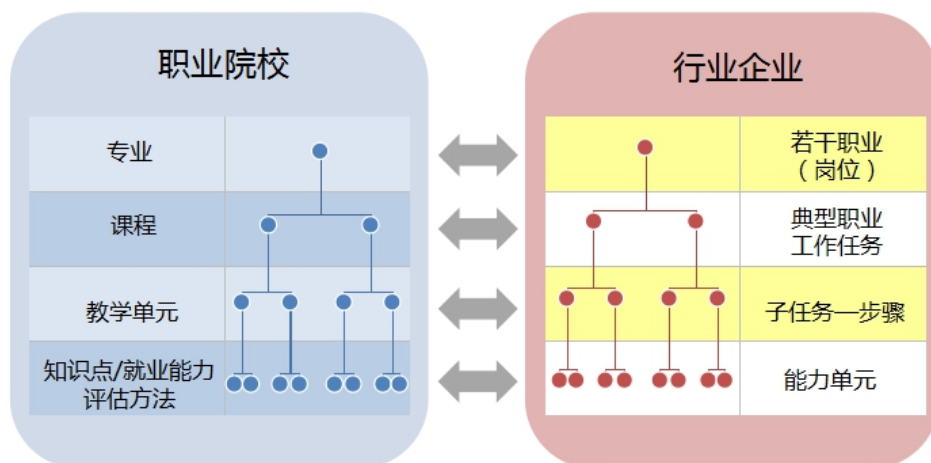 职业院校
专业
课程
教学单元
知识点/就业能力
评估方法
行业企业
若干职业
（岗位）
典型职业
工作任务
子任务—步骤
能力单元